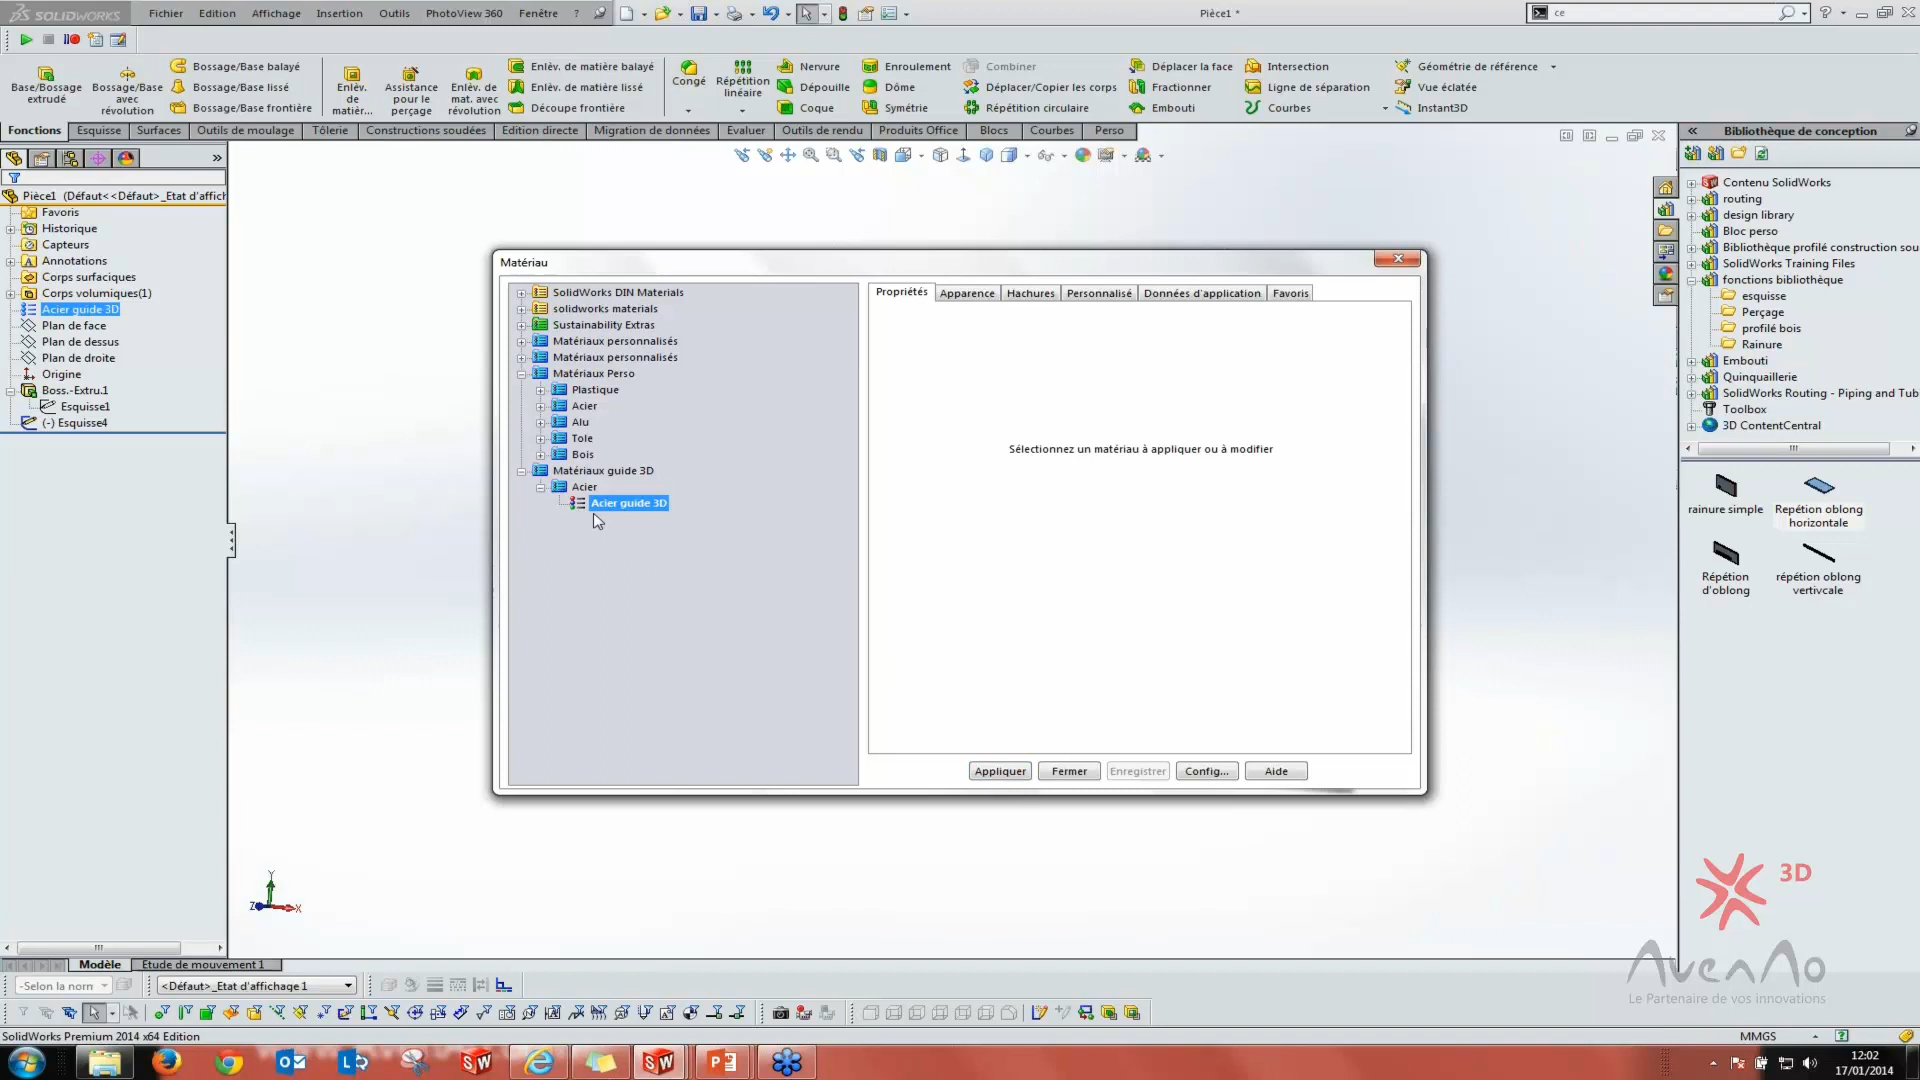 SOLIDWORKS
Fichier
Edition
Affichage
Insertion
Outils
PhotoView 360
Fenêtre
?
Pièce1 *
ce
Base/Bossage
extrudé
Bossage/Base
avec
révolution
Bossage/Base balayé
Bossage/Base lissé
Bossage/Base frontière
Enlèv.
de
matièr...
Assistance
pour le
perçage
Enlèv. de
mat. avec
révolution
Enlèv. de matière balayé
Enlèv. de matière lissé
Découpe frontière
Congé
Répétition
linéaire
Nervure
Dépouille
Coque
Enroulement
Dôme
Symétrie
Combiner
Déplacer/Copier les corps
Répétition circulaire
Déplacer la face
Fractionner
Embouti
Intersection
Ligne de séparation
Courbes
Géométrie de référence
Vue éclatée
Instant3D
Fonctions
Esquisse
Surfaces
Outils de moulage
Tôlerie
Constructions soudées
Edition directe
Migration de données
Evaluer
Outils de rendu
Produits Office
Blocs
Courbes
Perso
Pièce1 (Défaut<<Défaut>_Etat d'affich
Favoris
Historique
Capteurs
Annotations
Corps surfaciques
Corps volumiques(1)
Acier guide 3D
Plan de face
Plan de dessus
Plan de droite
Origine
Boss.-Extru.1
Esquisse1
(-) Esquisse4
Matériau
SolidWorks DIN Materials
solidworks materials
Sustainability Extras
Matériaux personnalisés
Matériaux personnalisés
Matériaux Perso
Plastique
Acier
Alu
Tole
Bois
Matériaux guide 3D
Acier
Acier guide 3D
Propriétés
Apparence
Hachures
Personnalisé
Données d'application
Favoris
Sélectionnez un matériau à appliquer ou à modifier
Appliquer
Fermer
Enregistrer
Config...
Aide
Bibliothèque de conception
Contenu SolidWorks
routing
design library
Bloc perso
Bibliothèque profilé construction sou
SolidWorks Training Files
fonctions bibliothèque
esquisse
Perçage
profilé bois
Rainure
Embouti
Quinquaillerie
SolidWorks Routing - Piping and Tub
Toolbox
3D ContentCentral
rainure simple
Repétion oblong
horizontale
Répétion
d'oblong
répétion oblong
vertivcale
Y
Z
X
3D
AvenAo
Le Partenaire de vos innovations
Modèle
Etude de mouvement 1
-Selon la norn
<Défaut>_Etat d'affichage 1
SolidWorks Premium 2014 x64 Edition
MMGS
12:02
17/01/2014